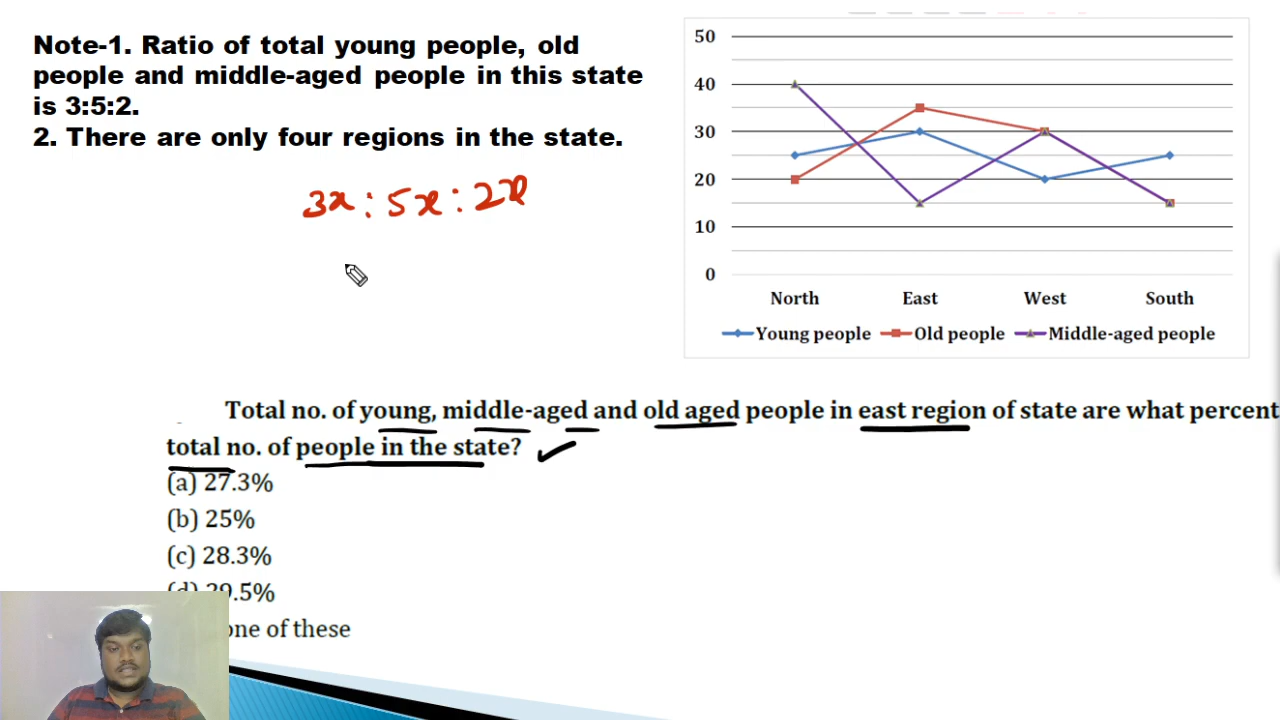 Note-1. Ratio of total young people, old
people and middle-aged people in this state
is 3:5:2.
2. There are only four regions in the state.
3x : 5x : 2x
50
40
30
20
10
0
North East West South
Young people Old people Middle-aged people
Total no. of young, middle-aged and old aged people in east region of state are what percent
total no. of people in the state?
(a) 27.3%
(b) 25%
(c) 28.3%
(d) 29.5%
one of these